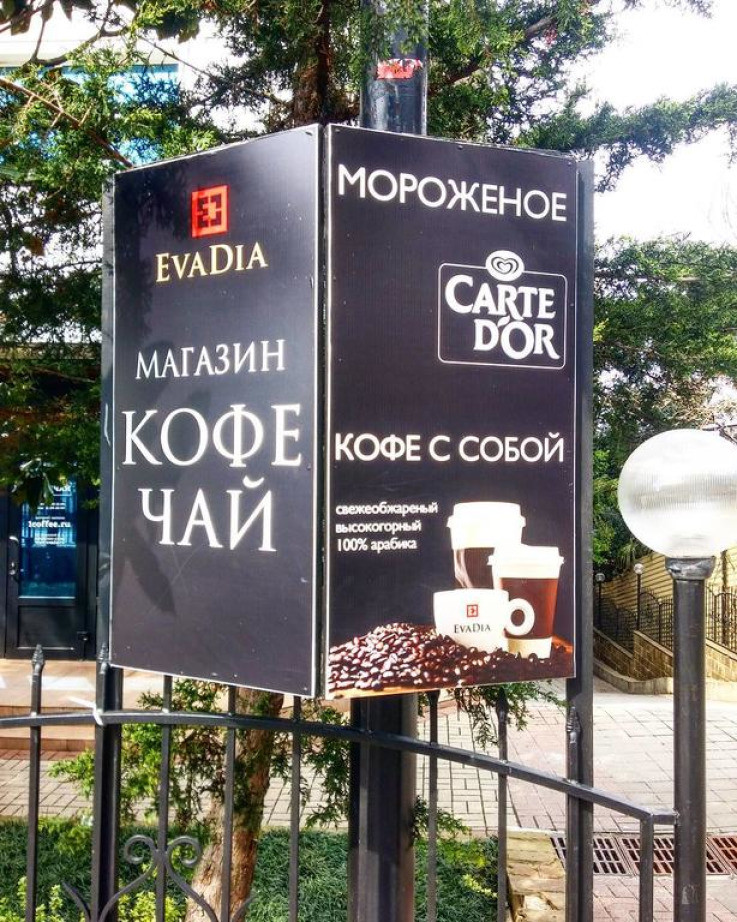 EVADIA
МАГАЗИН
КОФЕ
ЧАЙ
МОРОЖЕНОЕ
CARTE
D'OR
КОФЕ С СОБОЙ
свежеобжареный
высокогорный
100% арабика
EVADIA
1coffee.ru